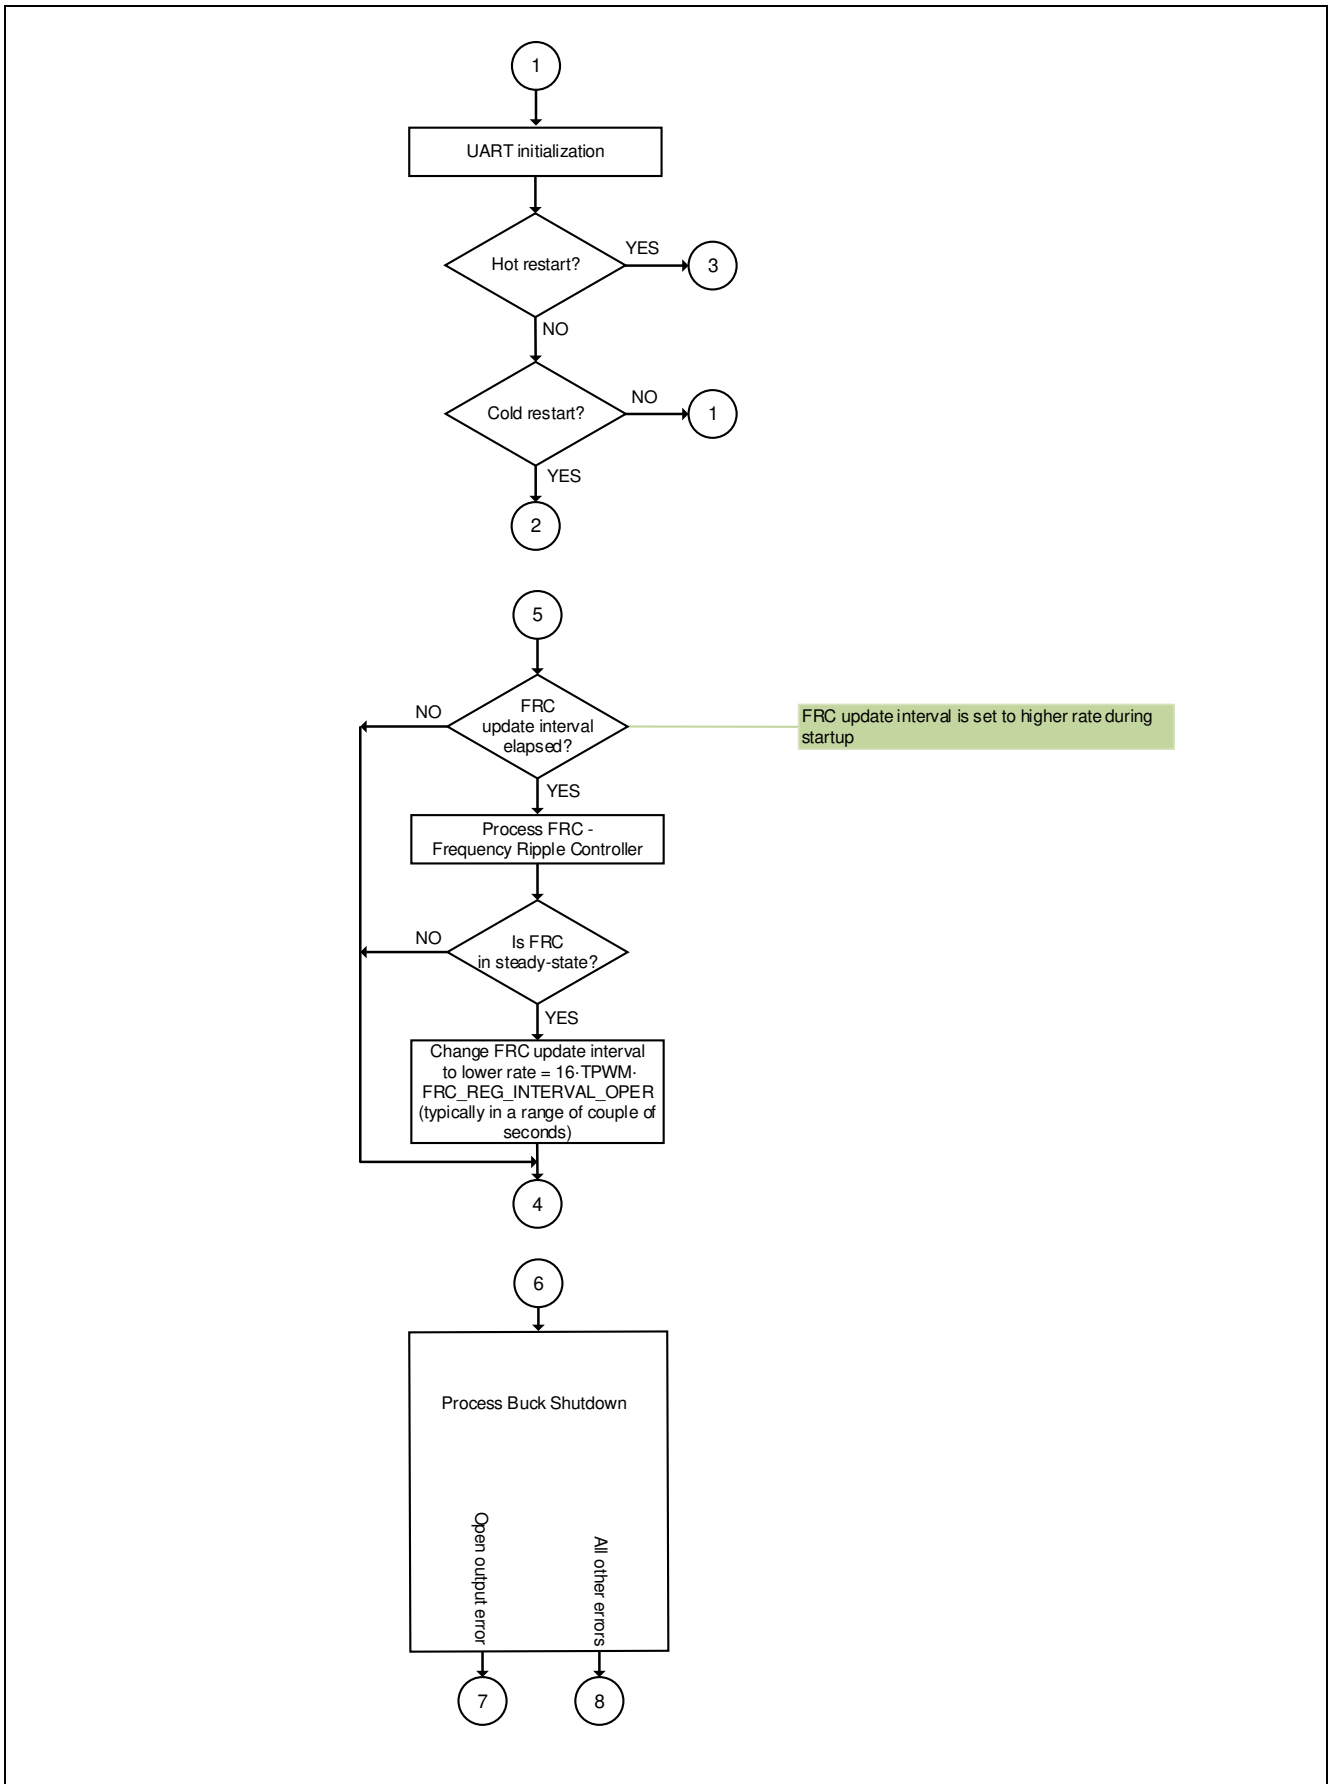 1
UART initialization
Hot restart?
YES
3
NO
Cold restart?
NO
1
YES
2
5
FRC
update interval
elapsed?
NO
FRC update interval is set to higher rate during
startup
YES
Process FRC -
Frequency Ripple Controller
Is FRC
in steady-state?
NO
YES
Change FRC update interval
to lower rate = 16·TPWM·
FRC_REG_INTERVAL_OPER
(typically in a range of couple of
seconds)
4
6
Process Buck Shutdown
Open output error
All other errors
7
8